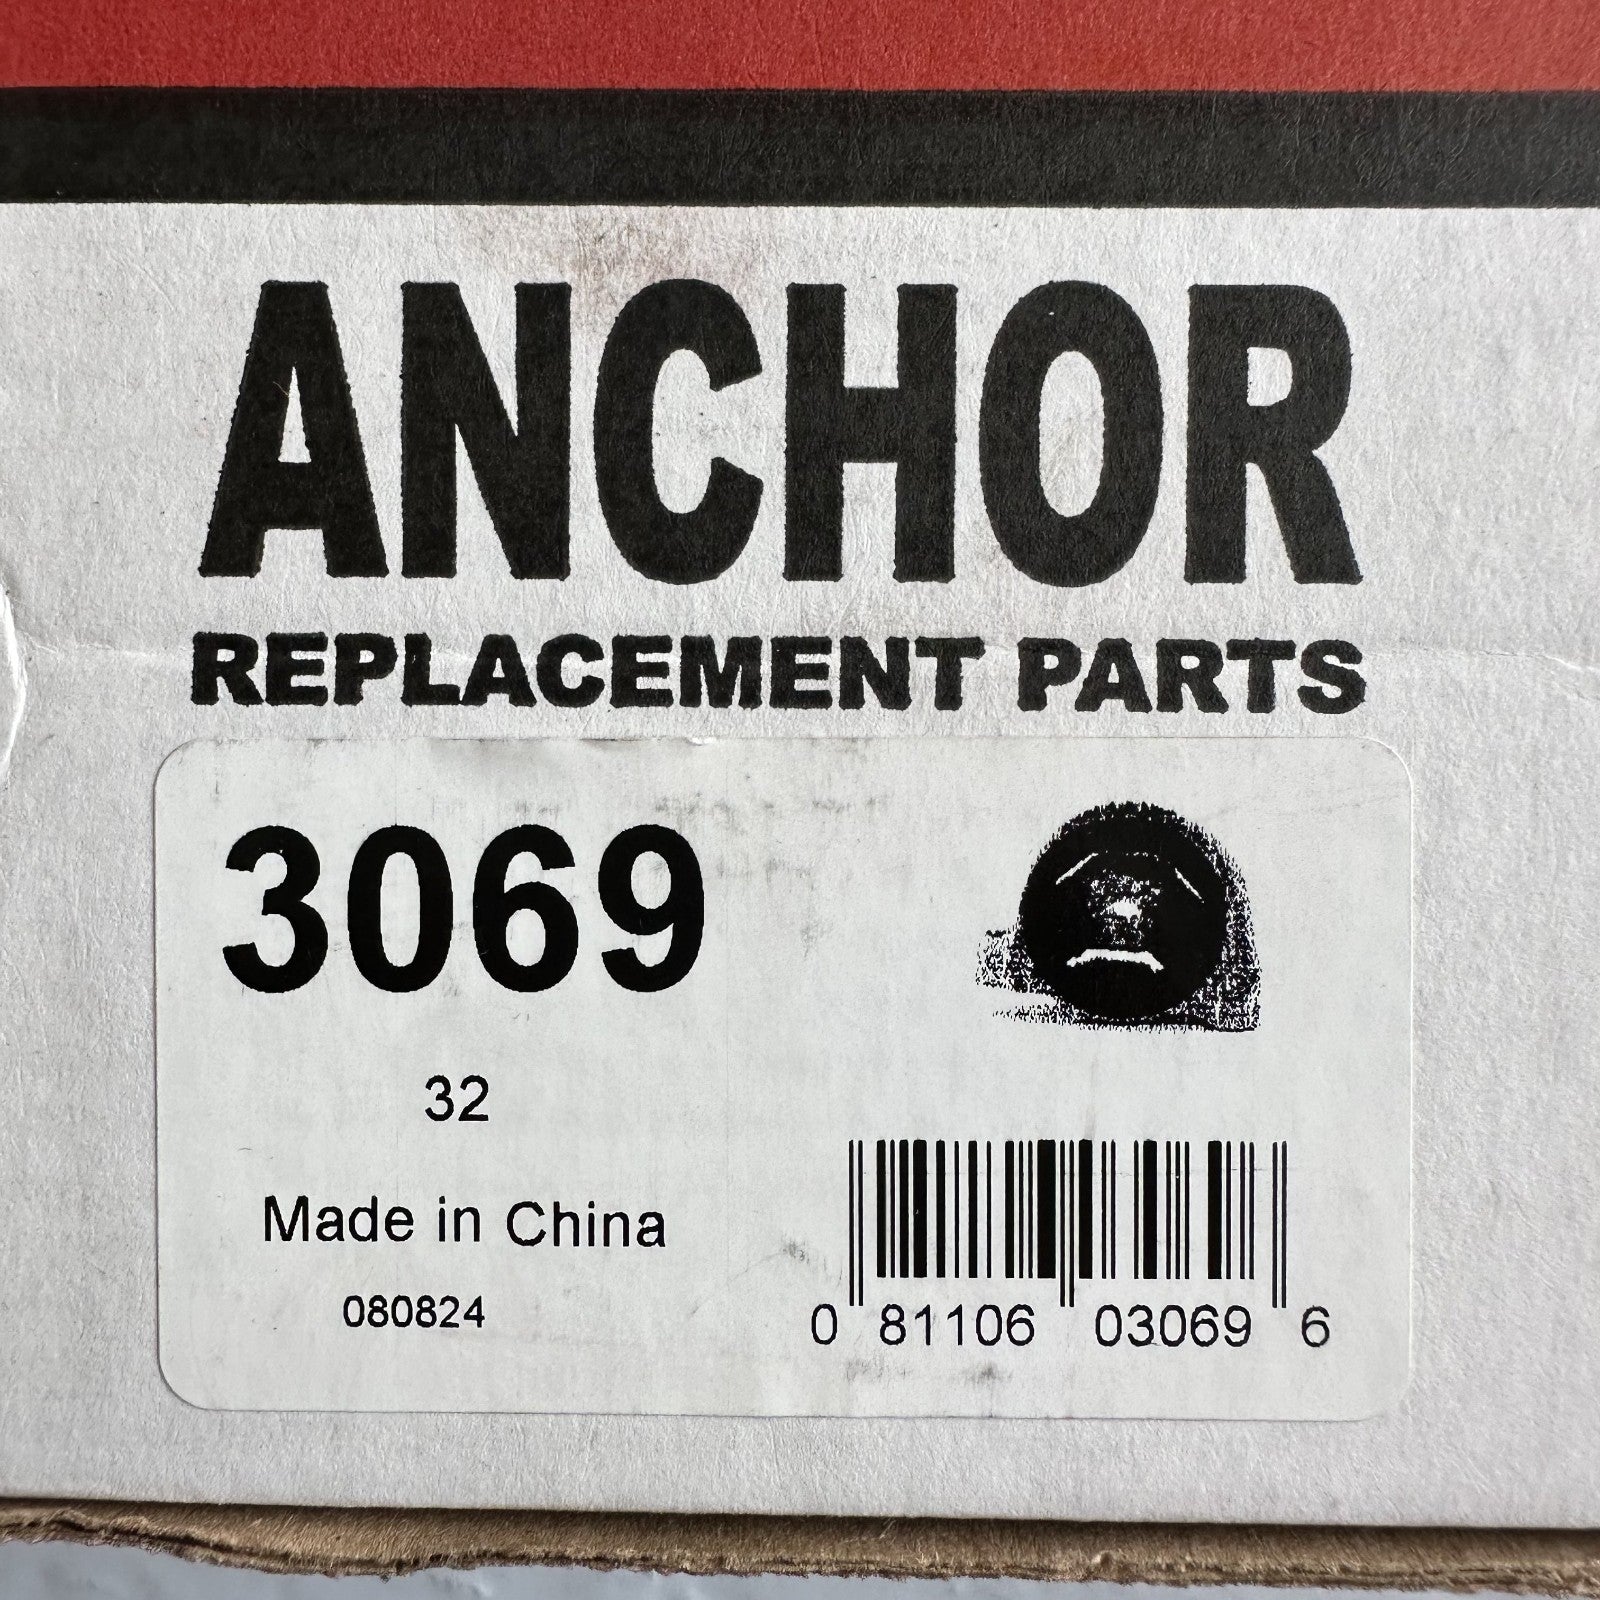 ANCHOR
REPLACEMENT PARTS
3069
32
Made in China
080824
0 81106 03069 6